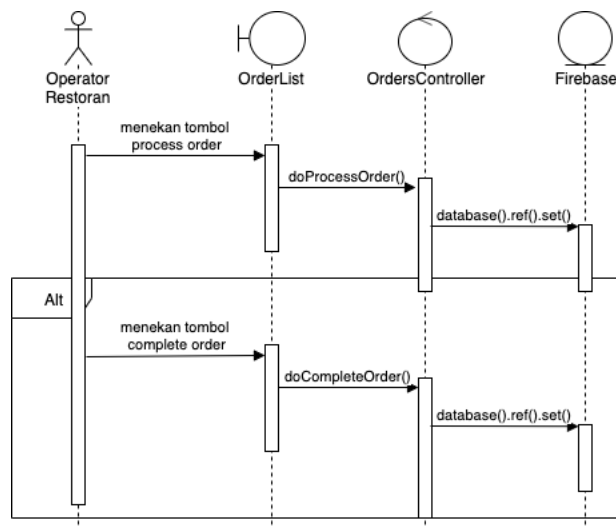 Operator
Restoran
OrderList
OrdersController
Firebase
menekan tombol
process order
doProcessOrder()
database().ref().set()
Alt
menekan tombol
complete order
doCompleteOrder()
database().ref().set()